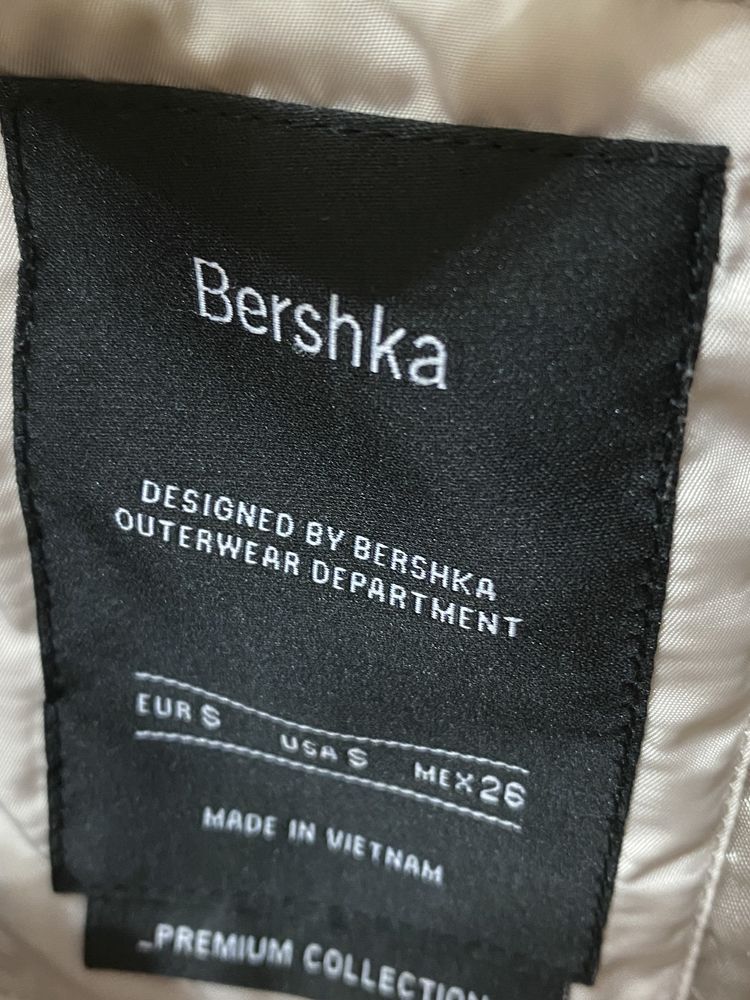 Bershka
DESIGNED BY BERSHKA
OUTERWEAR DEPARTMENT
EUR S USA S MEX 26
MADE IN VIETNAM
_PREMIUM COLLECTION